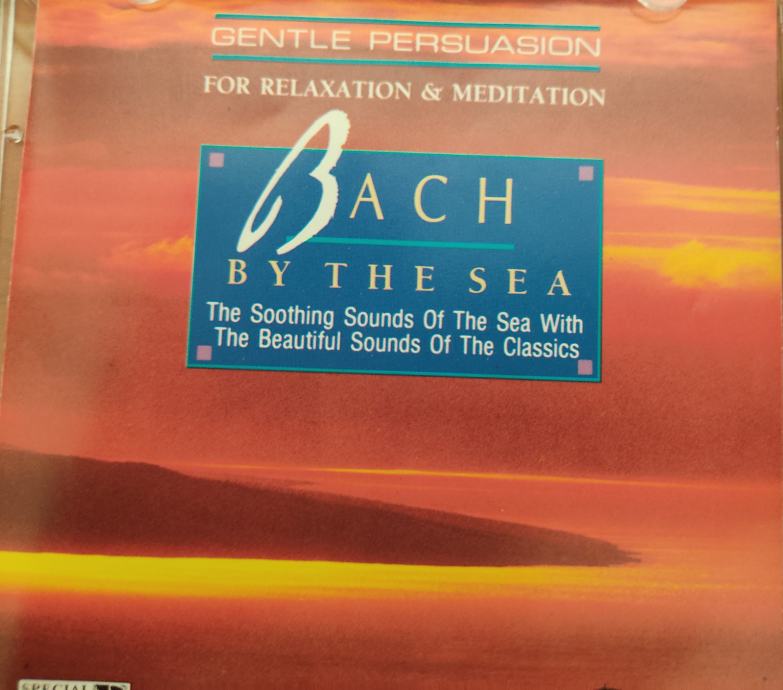 GENTLE PERSUASION
FOR RELAXATION & MEDITATION
BACH
BY THE SEA
The Soothing Sounds Of The Sea With
The Beautiful Sounds Of The Classics
SPECIAL